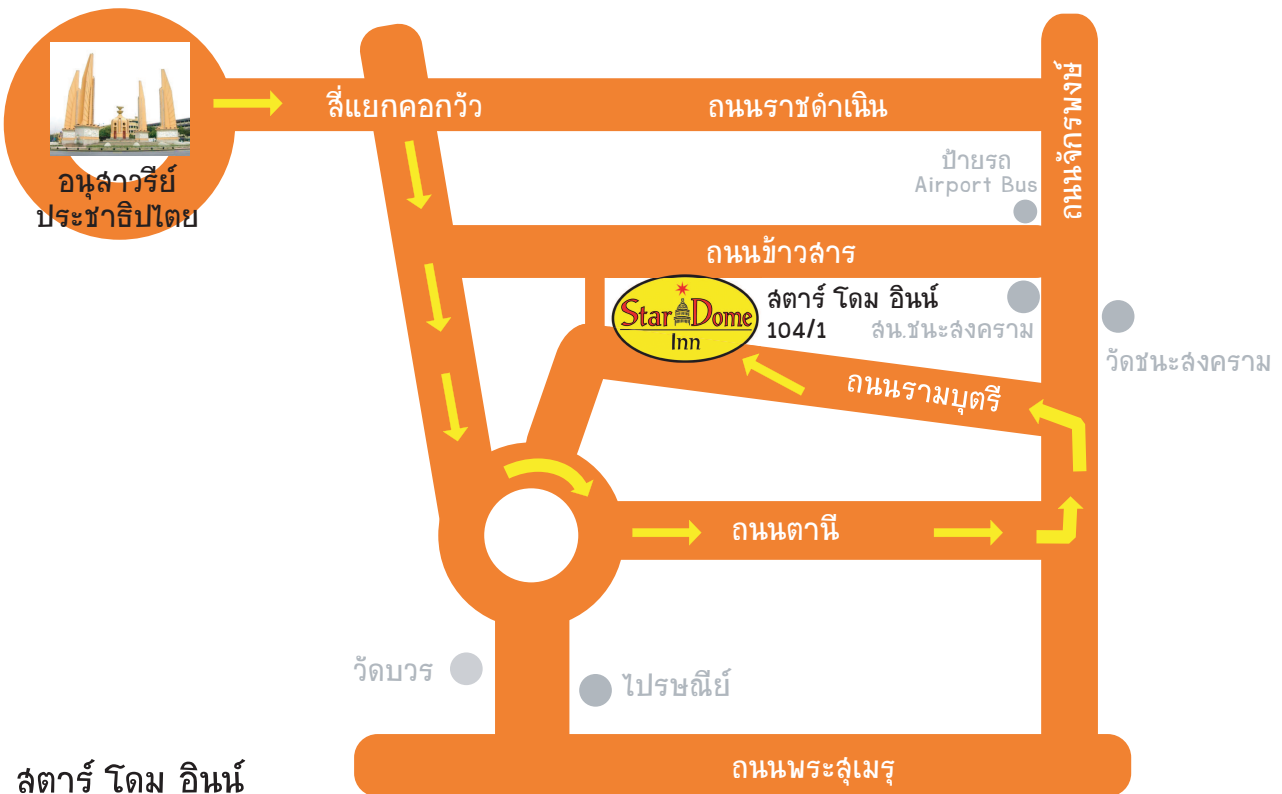 สี่แยกคอกวัว
ถนนราชดำเนิน
ถนนจักรพงษ์
อนุสาวรีย์
ประชาธิปไตย
ป้ายรถ
Airport Bus
ถนนข้าวสาร
Star Dome
Inn
สตาร์ โดม อินน์
104/1
สน.ชนะสงคราม
วัดชนะสงคราม
ถนนรามบุตรี
ถนนตานี
วัดบวร
ไปรษณีย์
ถนนพระสุเมรุ
สตาร์ โดม อินน์